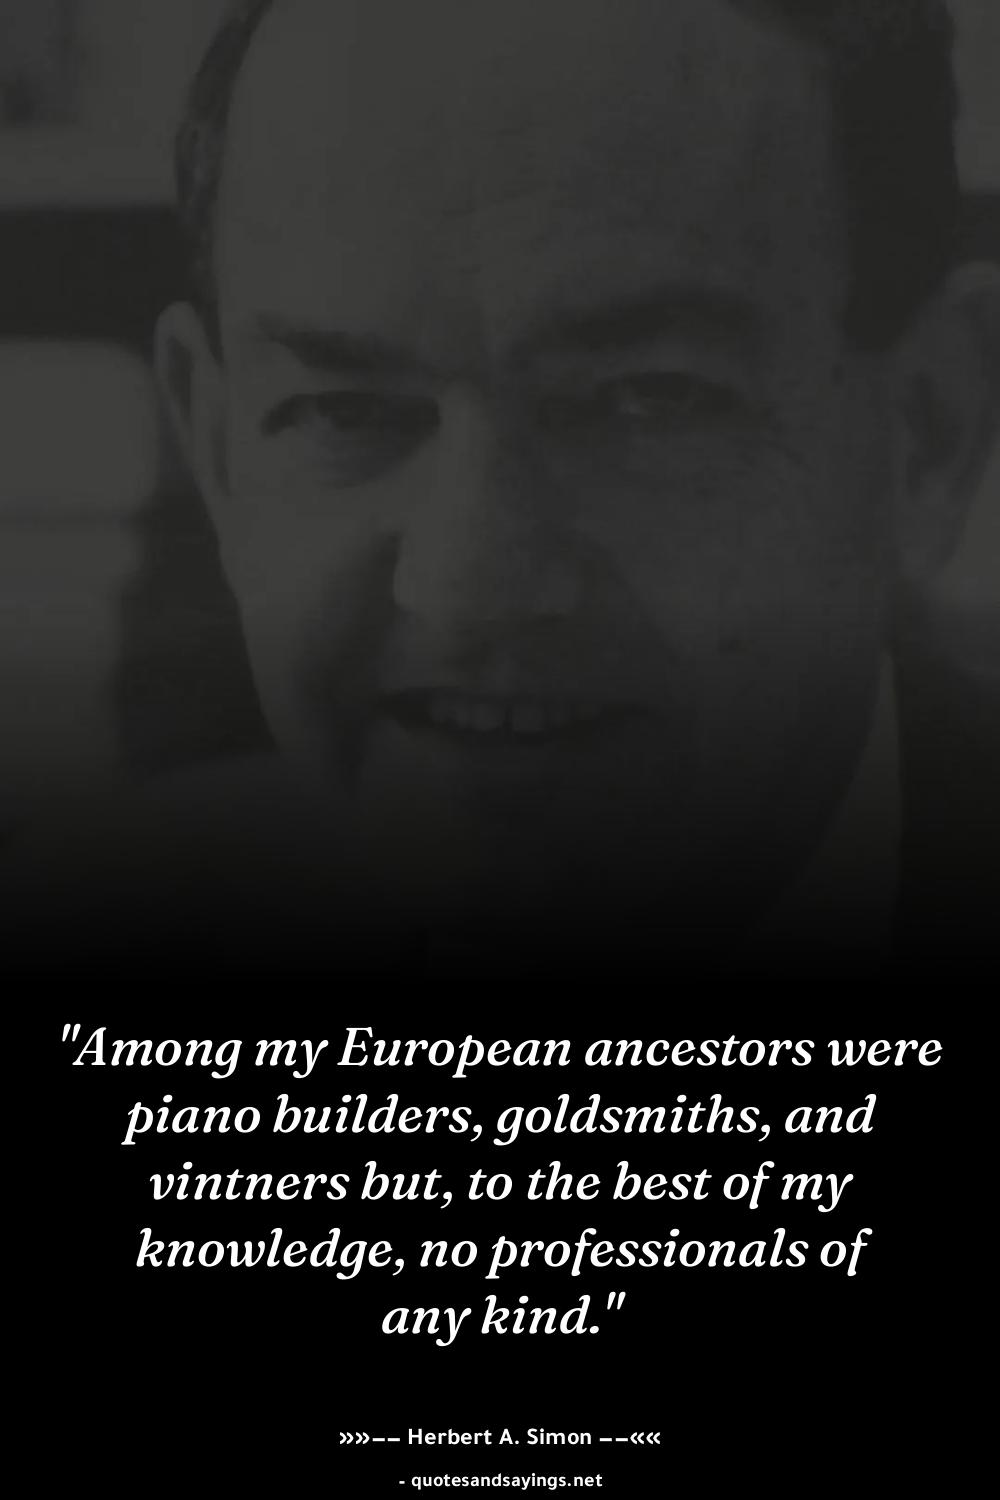 "Among my European ancestors were
piano builders, goldsmiths, and
vintners but, to the best of my
knowledge, no professionals of
any kind."
»»–– Herbert A. Simon ––««
- quotesandsayings.net